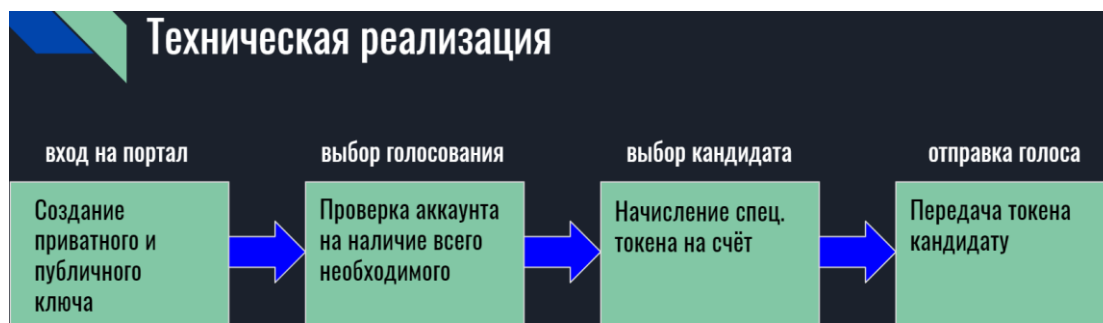 Техническая реализация
вход на портал
Создание
приватного и
публичного
ключа
выбор голосования
Проверка аккаунта
на наличие всего
необходимого
выбор кандидата
Начисление спец.
токена на счёт
отправка голоса
Передача токена
кандидату